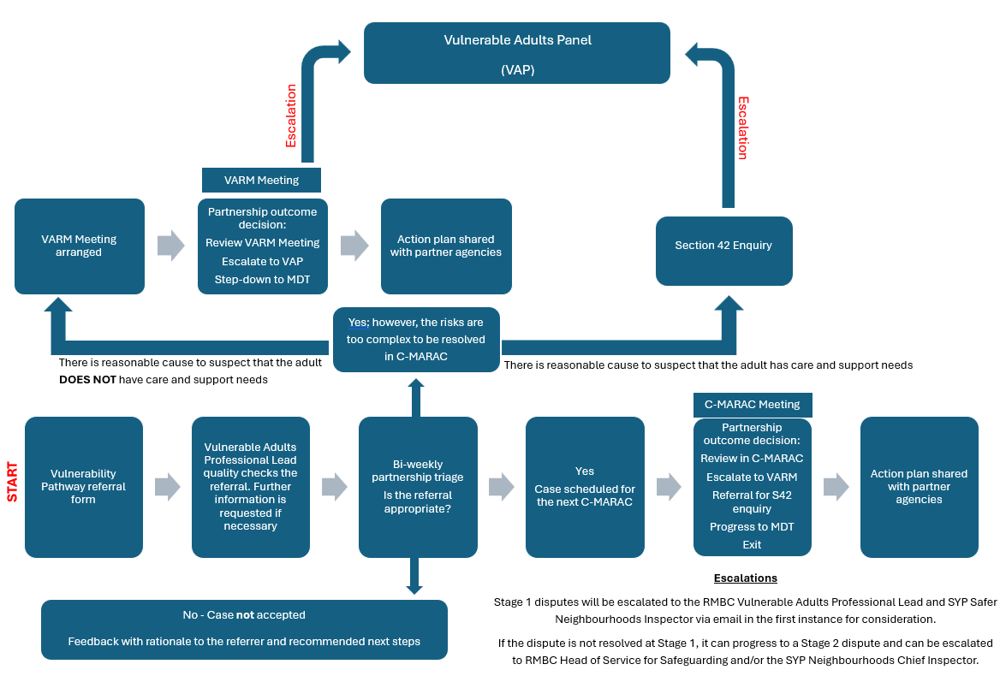 Vulnerable Adults Panel
(VAP)
Escalation
Escalation
VARM Meeting
VARM Meeting
arranged
Partnership outcome
decision:
Review VARM Meeting
Escalate to VAP
Step-down to MDT
Action plan shared
with partner agencies
Section 42 Enquiry
Yes; however, the risks are
too complex to be resolved
in C-MARAC
There is reasonable cause to suspect that the adult
DOES NOT have care and support needs
There is reasonable cause to suspect that the adult has care and support needs
START
Vulnerability
Pathway referral
form
Vulnerable Adults
Professional Lead
quality checks the
referral. Further
information is
requested if
necessary
Bi-weekly
partnership triage
Is the referral
appropriate?
Yes
Case scheduled for
the next C-MARAC
C-MARAC Meeting
Partnership
outcome decision:
Review in C-MARAC
Escalate to VARM
Referral for S42
enquiry
Progress to MDT
Exit
Action plan shared
with partner
agencies
No - Case not accepted
Feedback with rationale to the referrer and recommended next steps
Escalations
Stage 1 disputes will be escalated to the RMBC Vulnerable Adults Professional Lead and SYP Safer
Neighbourhoods Inspector via email in the first instance for consideration.
If the dispute is not resolved at Stage 1, it can progress to a Stage 2 dispute and can be escalated
to RMBC Head of Service for Safeguarding and/or the SYP Neighbourhoods Chief Inspector.